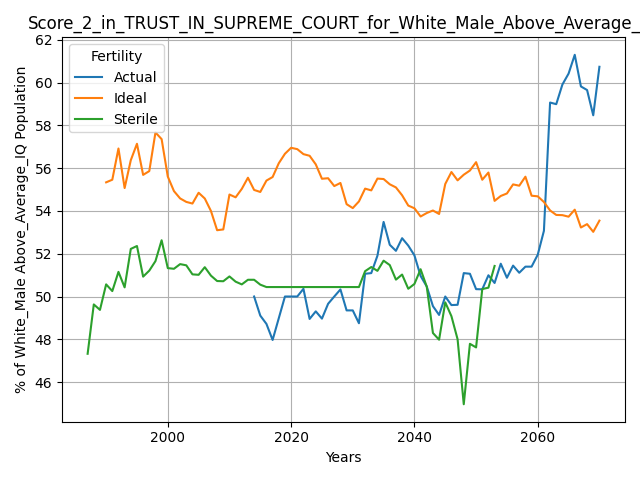 Score_2_in_TRUST_IN_SUPREME_COURT_for_White_Male_Above_Average_
Fertility
Actual
Ideal
Sterile
% of White_Male Above_Average_IQ Population
62
60
58
56
54
52
50
48
46
2000
2020
2040
2060
Years